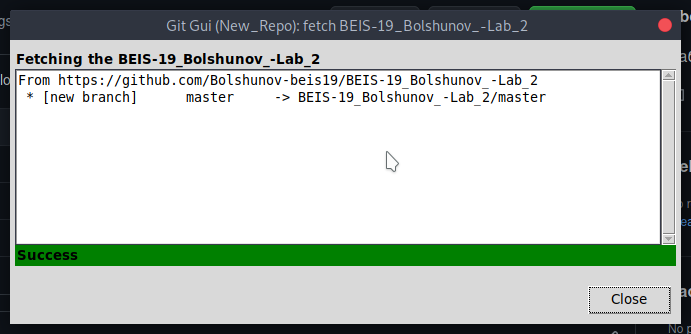 Git Gui (New_Repo): fetch BEIS-19_Bolshunov_-Lab_2
Fetching the BEIS-19_Bolshunov_-Lab_2
From https://github.com/Bolshunov-beis19/BEIS-19_Bolshunov_-Lab_2
 * [new branch]      master     -> BEIS-19_Bolshunov_-Lab_2/master
Success
Close
No p